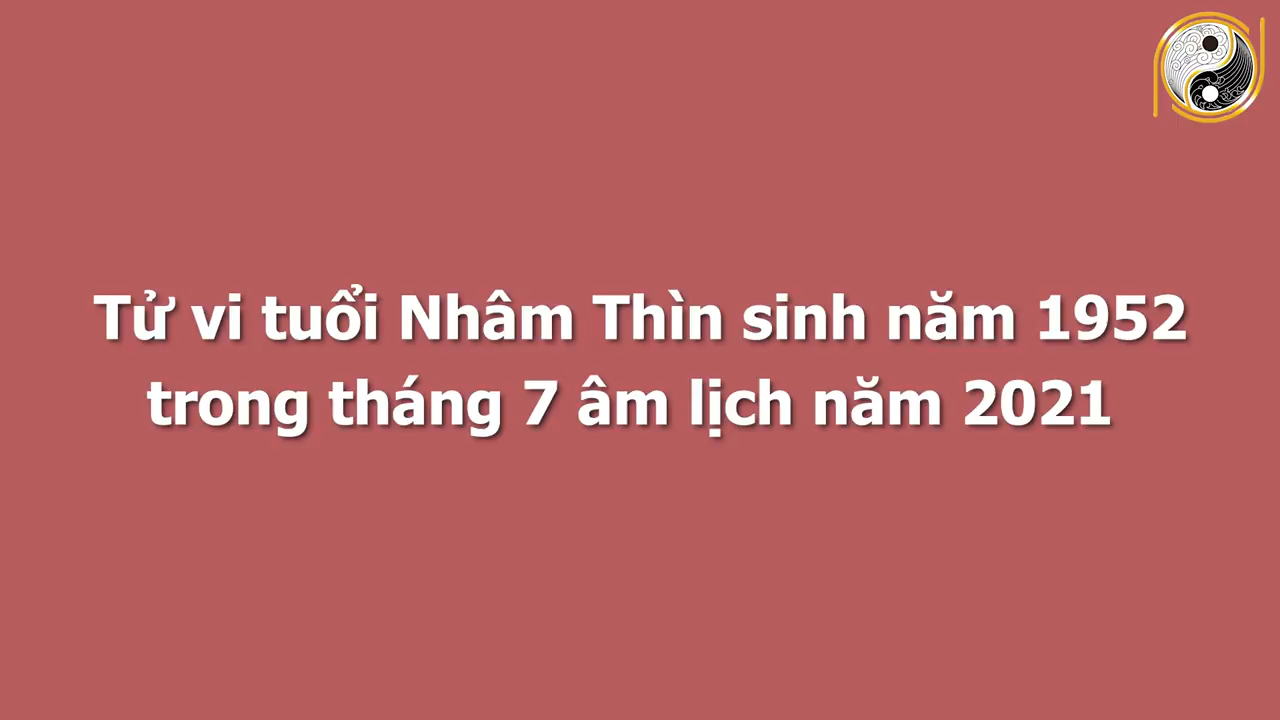 Tử vi tuổi Nhâm Thìn sinh năm 1952
trong tháng 7 âm lịch năm 2021